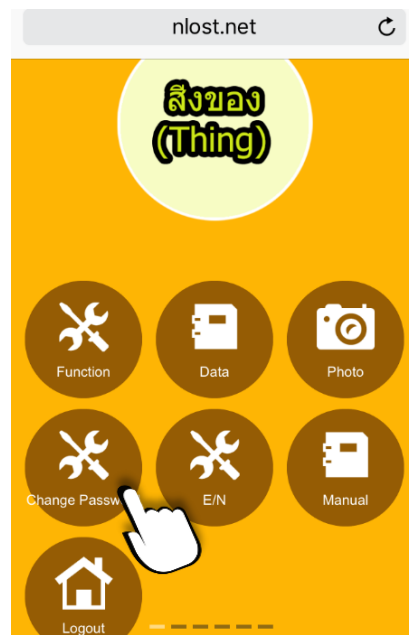 nlost.net
สิ่งของ
(Thing)
Function
Data
Photo
Change Passw
E/N
Manual
Logout